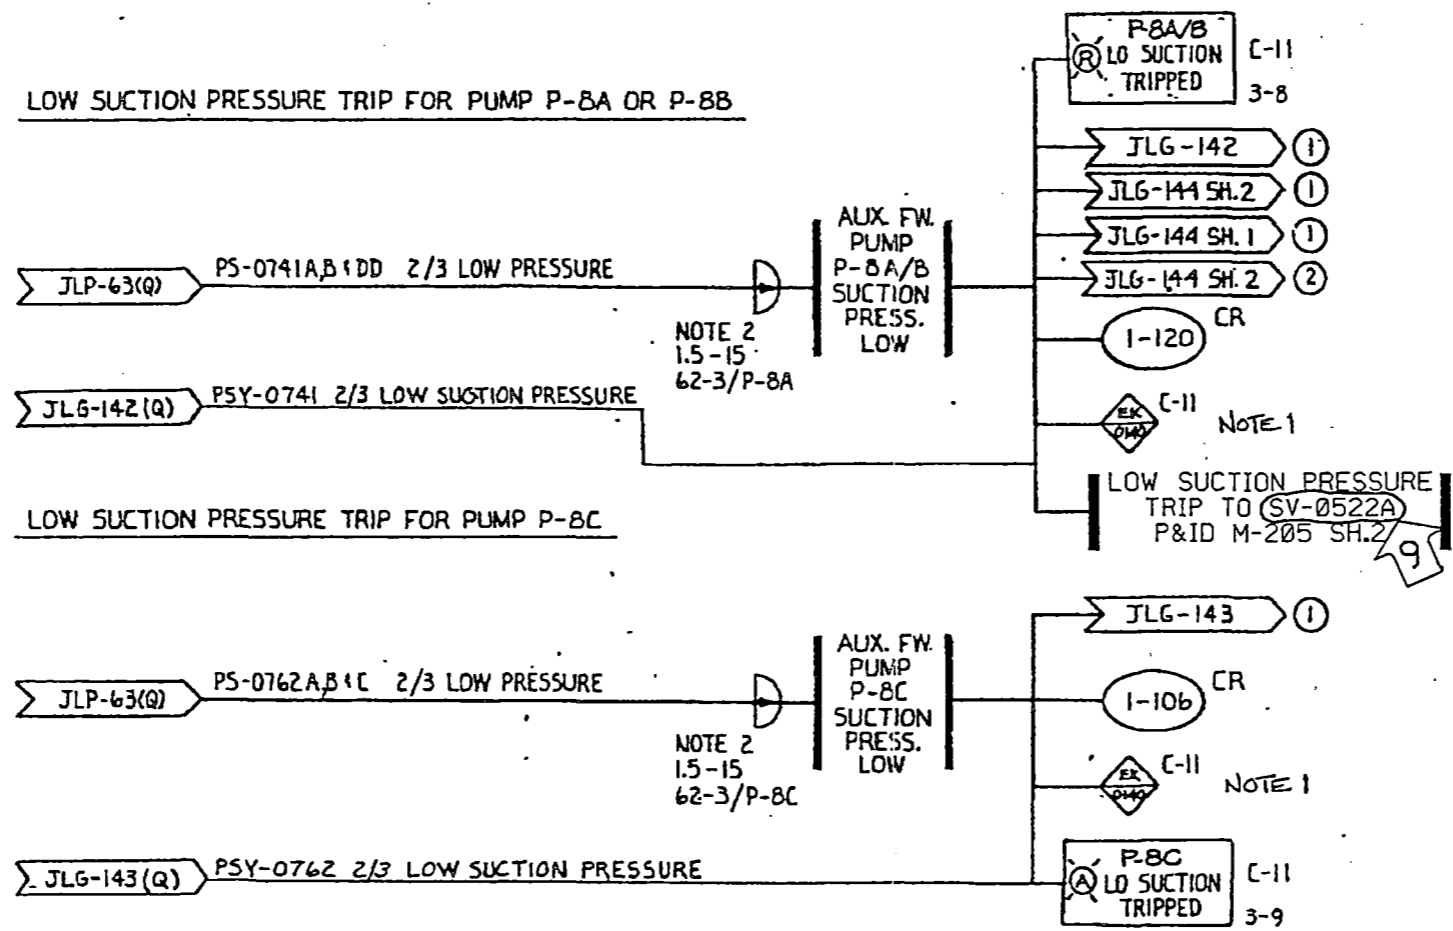 P-8A/B
R LO SUCTION
TRIPPED
C-11
3-8
LOW SUCTION PRESSURE TRIP FOR PUMP P-8A OR P-8B
JLG-142 1
JLG-144 SH.2 1
JLG-144 SH.1 1
JLG-144 SH.2 2
JLP-63(Q) PS-0741A,B&DD 2/3 LOW PRESSURE
NOTE 2
1.5-15
62-3/P-8A
AUX. FW.
PUMP
P-8A/B
SUCTION
PRESS.
LOW
1-120 CR
JLG-142(Q) PSY-0741 2/3 LOW SUCTION PRESSURE
EK
0140
C-11 NOTE 1
LOW SUCTION PRESSURE
TRIP TO SV-0522A
P&ID M-205 SH.2
9
LOW SUCTION PRESSURE TRIP FOR PUMP P-8C
JLG-143 1
JLP-63(Q) PS-0762A,B&C 2/3 LOW PRESSURE
NOTE 2
1.5-15
62-3/P-8C
AUX. FW.
PUMP
P-8C
SUCTION
PRESS.
LOW
1-106 CR
EK
0140
C-11 NOTE 1
JLG-143(Q) PSY-0762 2/3 LOW SUCTION PRESSURE
P-8C
A LO SUCTION
TRIPPED
C-11
3-9